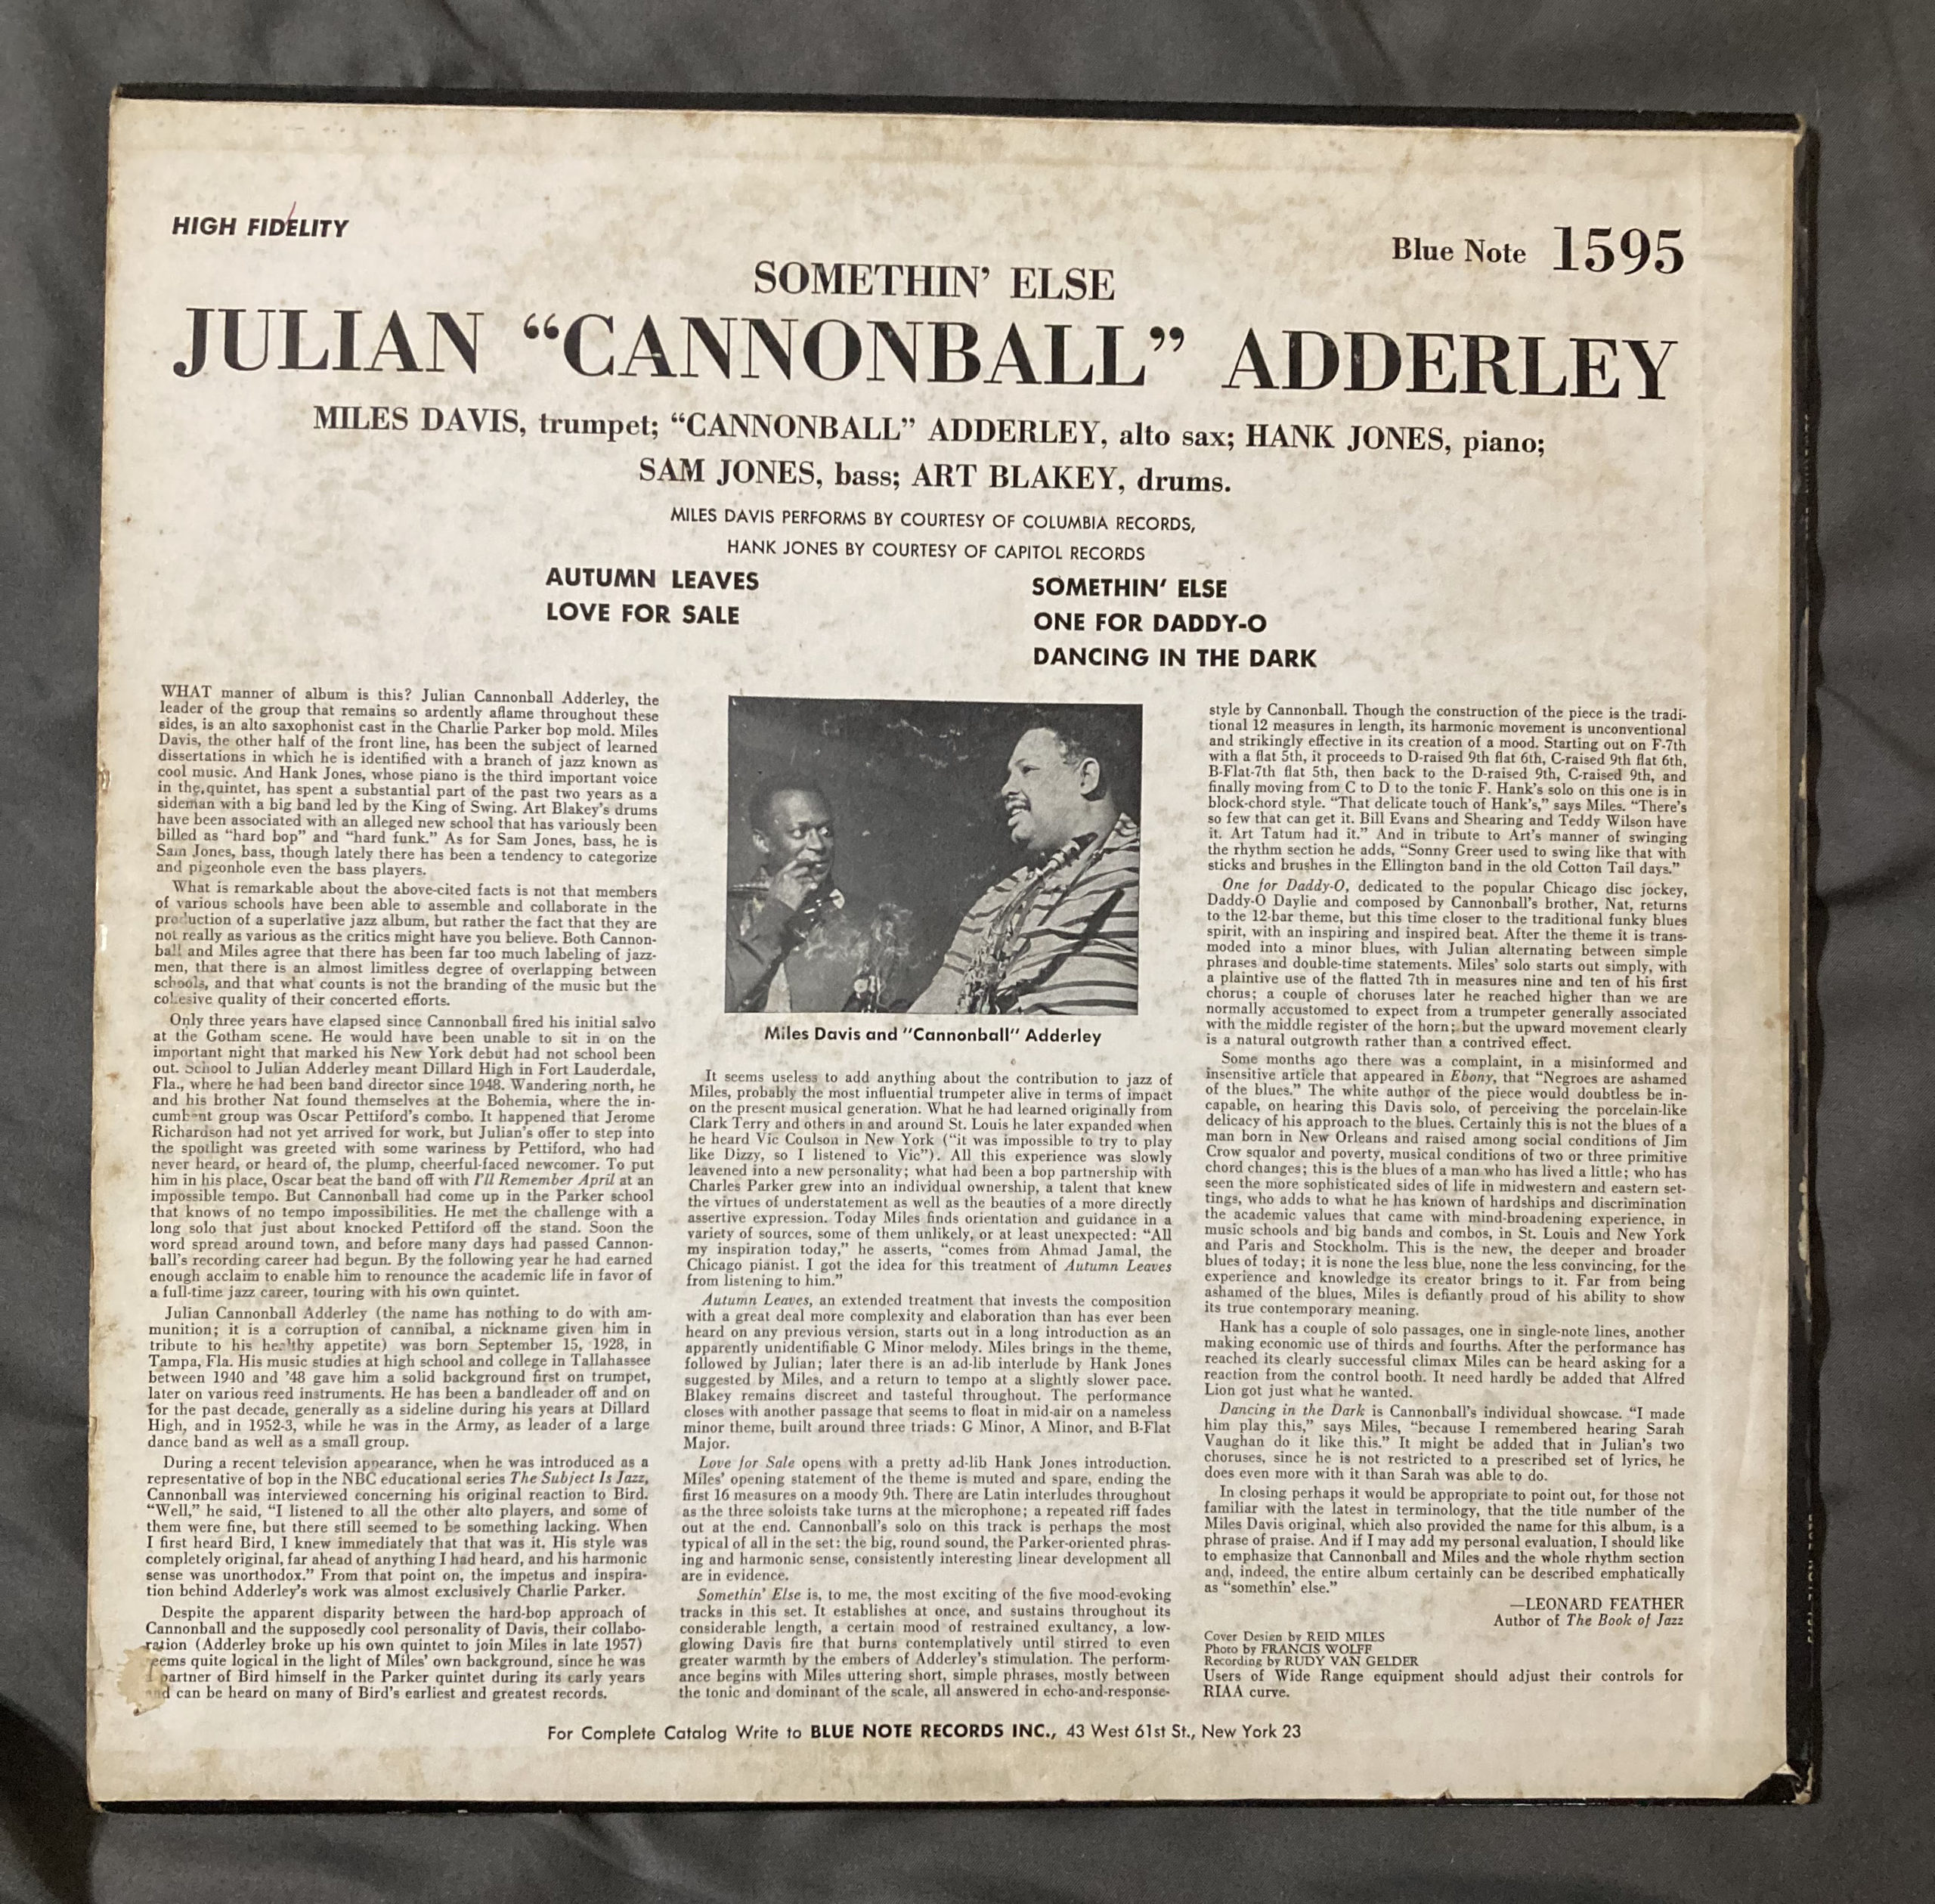 HIGH FIDELITY
Blue Note 1595
SOMETHIN' ELSE
JULIAN “CANNONBALL” ADDERLEY
MILES DAVIS, trumpet; “CANNONBALL” ADDERLEY, alto sax; HANK JONES, piano;
SAM JONES, bass; ART BLAKEY, drums.
MILES DAVIS PERFORMS BY COURTESY OF COLUMBIA RECORDS,
HANK JONES BY COURTESY OF CAPITOL RECORDS
AUTUMN LEAVES
LOVE FOR SALE
SOMETHIN' ELSE
ONE FOR DADDY-O
DANCING IN THE DARK
WHAT manner of album is this? Julian Cannonball Adderley, the
leader of the group that remains so ardently aflame throughout these
sides, is an alto saxophonist cast in the Charlie Parker bop mold. Miles
Davis, the other half of the front line, has been the subject of learned
dissertations in which he is identified with a branch of jazz known as
cool music. And Hank Jones, whose piano is the third important voice
in the quintet, has spent a substantial part of the past two years as a
sideman with a big band led by the King of Swing. Art Blakey's drums
have been associated with an alleged new school that has variously been
billed as “hard bop” and “hard funk.” As for Sam Jones, bass, he is
Sam Jones, bass, though lately there has been a tendency to categorize
and pigeonhole even the bass players.
What is remarkable about the above-cited facts is not that members
of various schools have been able to assemble and collaborate in the
production of a superlative jazz album, but rather the fact that they are
not really as various as the critics might have you believe. Both Cannon-
ball and Miles agree that there has been far too much labeling of jazz-
men, that there is an almost limitless degree of overlapping between
schools, and that what counts is not the branding of the music but the
cohesive quality of their concerted efforts.
Only three years have elapsed since Cannonball fired his initial salvo
at the Gotham scene. He would have been unable to sit in on the
important night that marked his New York debut had not school been
out. School to Julian Adderley meant Dillard High in Fort Lauderdale,
Fla., where he had been band director since 1948. Wandering north, he
and his brother Nat found themselves at the Bohemia, where the in-
cumbent group was Oscar Pettiford's combo. It happened that Jerome
Richardson had not yet arrived for work, but Julian's offer to step into
the spotlight was greeted with some wariness by Pettiford, who had
never heard, or heard of, the plump, cheerful-faced newcomer. To put
him in his place, Oscar beat the band off with I'll Remember April at an
impossible tempo. But Cannonball had come up in the Parker school
that knows of no tempo impossibilities. He met the challenge with a
long solo that just about knocked Pettiford off the stand. Soon the
word spread around town, and before many days had passed Cannon-
ball's recording career had begun. By the following year he had earned
enough acclaim to enable him to renounce the academic life in favor of
a full-time jazz career, touring with his own quintet.
Julian Cannonball Adderley (the name has nothing to do with am-
munition; it is a corruption of cannibal, a nickname given him in
tribute to his healthy appetite) was born September 15, 1928, in
Tampa, Fla. His music studies at high school and college in Tallahassee
between 1940 and '48 gave him a solid background first on trumpet,
later on various reed instruments. He has been a bandleader off and on
for the past decade, generally as a sideline during his years at Dillard
High, and in 1952-3, while he was in the Army, as leader of a large
dance band as well as a small group.
During a recent television appearance, when he was introduced as a
representative of bop in the NBC educational series The Subject Is Jazz,
Cannonball was interviewed concerning his original reaction to Bird.
“Well,” he said, “I listened to all the other alto players, and some of
them were fine, but there still seemed to be something lacking. When
I first heard Bird, I knew immediately that that was it. His style was
completely original, far ahead of anything I had heard, and his harmonic
sense was unorthodox.” From that point on, the impetus and inspira-
tion behind Adderley's work was almost exclusively Charlie Parker.
Despite the apparent disparity between the hard-bop approach of
Cannonball and the supposedly cool personality of Davis, their collabo-
ration (Adderley broke up his own quintet to join Miles in late 1957)
seems quite logical in the light of Miles' own background, since he was
partner of Bird himself in the Parker quintet during its early years
and can be heard on many of Bird's earliest and greatest records.
Miles Davis and “Cannonball” Adderley
It seems useless to add anything about the contribution to jazz of
Miles, probably the most influential trumpeter alive in terms of impact
on the present musical generation. What he had learned originally from
Clark Terry and others in and around St. Louis he later expanded when
he heard Vic Coulson in New York (“it was impossible to try to play
like Dizzy, so I listened to Vic”). All this experience was slowly
leavened into a new personality; what had been a bop partnership with
Charles Parker grew into an individual ownership, a talent that knew
the virtues of understatement as well as the beauties of a more directly
assertive expression. Today Miles finds orientation and guidance in a
variety of sources, some of them unlikely, or at least unexpected: “All
my inspiration today,” he asserts, “comes from Ahmad Jamal, the
Chicago pianist. I got the idea for this treatment of Autumn Leaves
from listening to him.”
Autumn Leaves, an extended treatment that invests the composition
with a great deal more complexity and elaboration than has ever been
heard on any previous version, starts out in a long introduction as an
apparently unidentifiable G Minor melody. Miles brings in the theme,
followed by Julian; later there is an ad-lib interlude by Hank Jones
suggested by Miles, and a return to tempo at a slightly slower pace.
Blakey remains discreet and tasteful throughout. The performance
closes with another passage that seems to float in mid-air on a nameless
minor theme, built around three triads: G Minor, A Minor, and B-Flat
Major.
Love for Sale opens with a pretty ad-lib Hank Jones introduction.
Miles' opening statement of the theme is muted and spare, ending the
first 16 measures on a moody 9th. There are Latin interludes throughout
as the three soloists take turns at the microphone; a repeated riff fades
out at the end. Cannonball's solo on this track is perhaps the most
typical of all in the set: the big, round sound, the Parker-oriented phras-
ing and harmonic sense, consistently interesting linear development all
are in evidence.
Somethin' Else is, to me, the most exciting of the five mood-evoking
tracks in this set. It establishes at once, and sustains throughout its
considerable length, a certain mood of restrained exultancy, a low-
glowing Davis fire that burns contemplatively until stirred to even
greater warmth by the embers of Adderley's stimulation. The perform-
ance begins with Miles uttering short, simple phrases, mostly between
the tonic and dominant of the scale, all answered in echo-and-response-
style by Cannonball. Though the construction of the piece is the tradi-
tional 12 measures in length, its harmonic movement is unconventional
and strikingly effective in its creation of a mood. Starting out on F-7th
with a flat 5th, it proceeds to D-raised 9th flat 6th, C-raised 9th flat 6th,
B-Flat-7th flat 5th, then back to the D-raised 9th, C-raised 9th, and
finally moving from C to D to the tonic F. Hank's solo on this one is in
block-chord style. “That delicate touch of Hank's,” says Miles. “There's
so few that can get it. Bill Evans and Shearing and Teddy Wilson have
it. Art Tatum had it.” And in tribute to Art's manner of swinging
the rhythm section he adds, “Sonny Greer used to swing like that with
sticks and brushes in the Ellington band in the old Cotton Tail days.”
One for Daddy-O, dedicated to the popular Chicago disc jockey,
Daddy-O Daylie and composed by Cannonball's brother, Nat, returns
to the 12-bar theme, but this time closer to the traditional funky blues
spirit, with an inspiring and inspired beat. After the theme it is trans-
moded into a minor blues, with Julian alternating between simple
phrases and double-time statements. Miles' solo starts out simply, with
a plaintive use of the flatted 7th in measures nine and ten of his first
chorus; a couple of choruses later he reached higher than we are
normally accustomed to expect from a trumpeter generally associated
with the middle register of the horn; but the upward movement clearly
is a natural outgrowth rather than a contrived effect.
Some months ago there was a complaint, in a misinformed and
insensitive article that appeared in Ebony, that “Negroes are ashamed
of the blues.” The white author of the piece would doubtless be in-
capable, on hearing this Davis solo, of perceiving the porcelain-like
delicacy of his approach to the blues. Certainly this is not the blues of a
man born in New Orleans and raised among social conditions of Jim
Crow squalor and poverty, musical conditions of two or three primitive
chord changes; this is the blues of a man who has lived a little; who has
seen the more sophisticated sides of life in midwestern and eastern set-
tings, who adds to what he has known of hardships and discrimination
the academic values that came with mind-broadening experience, in
music schools and big bands and combos, in St. Louis and New York
and Paris and Stockholm. This is the new, the deeper and broader
blues of today; it is none the less blue, none the less convincing, for the
experience and knowledge its creator brings to it. Far from being
ashamed of the blues, Miles is defiantly proud of his ability to show
its true contemporary meaning.
Hank has a couple of solo passages, one in single-note lines, another
making economic use of thirds and fourths. After the performance has
reached its clearly successful climax Miles can be heard asking for a
reaction from the control booth. It need hardly be added that Alfred
Lion got just what he wanted.
Dancing in the Dark is Cannonball's individual showcase. “I made
him play this,” says Miles, “because I remembered hearing Sarah
Vaughan do it like this.” It might be added that in Julian's two
choruses, since he is not restricted to a prescribed set of lyrics, he
does even more with it than Sarah was able to do.
In closing perhaps it would be appropriate to point out, for those not
familiar with the latest in terminology, that the title number of the
Miles Davis original, which also provided the name for this album, is a
phrase of praise. And if I may add my personal evaluation, I should like
to emphasize that Cannonball and Miles and the whole rhythm section
and, indeed, the entire album certainly can be described emphatically
as “somethin' else.”
—LEONARD FEATHER
Author of The Book of Jazz
Cover Design by REID MILES
Photo by FRANCIS WOLFF
Recording by RUDY VAN GELDER
Users of Wide Range equipment should adjust their controls for
RIAA curve.
For Complete Catalog Write to BLUE NOTE RECORDS INC., 43 West 61st St., New York 23